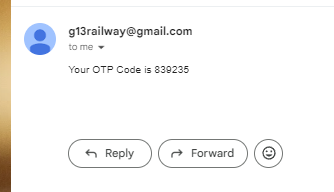 g13railway@gmail.com
to me
Your OTP Code is 839235
Reply Forward